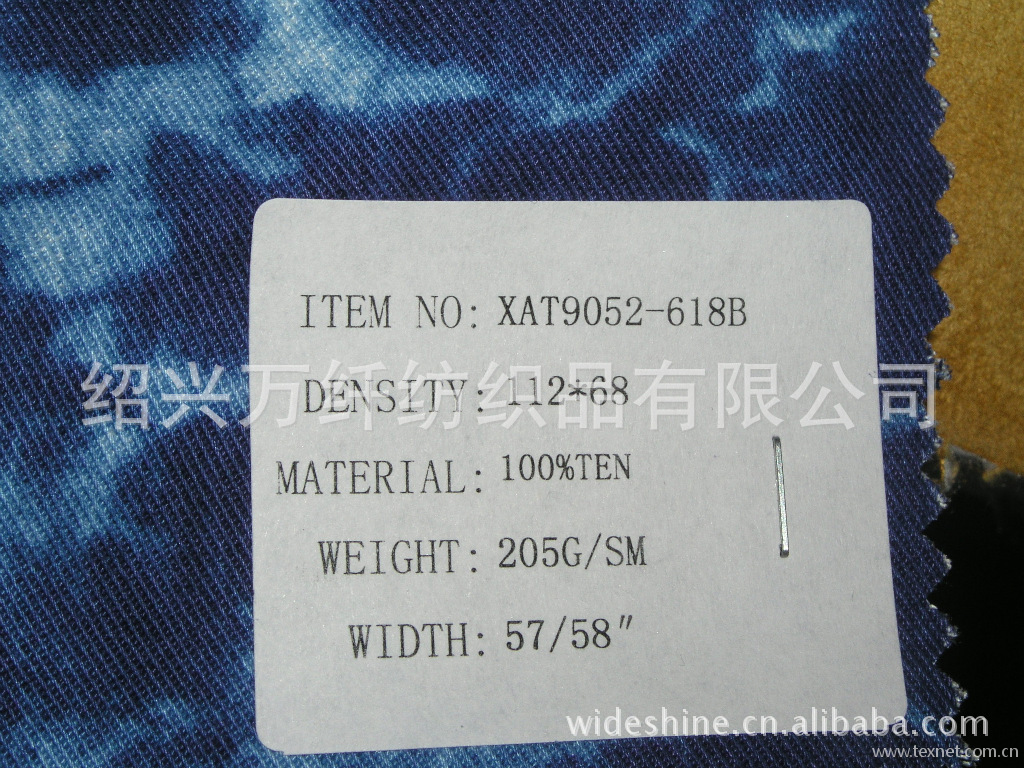 ITEM NO: XAT9052-618B
绍兴万纤纺织品有限公司
DENSITY: 112*68
MATERIAL: 100%TEN
WEIGHT: 205G/SM
WIDTH: 57/58"
wideshine.cn.alibaba.com
www.texnet.com.cn